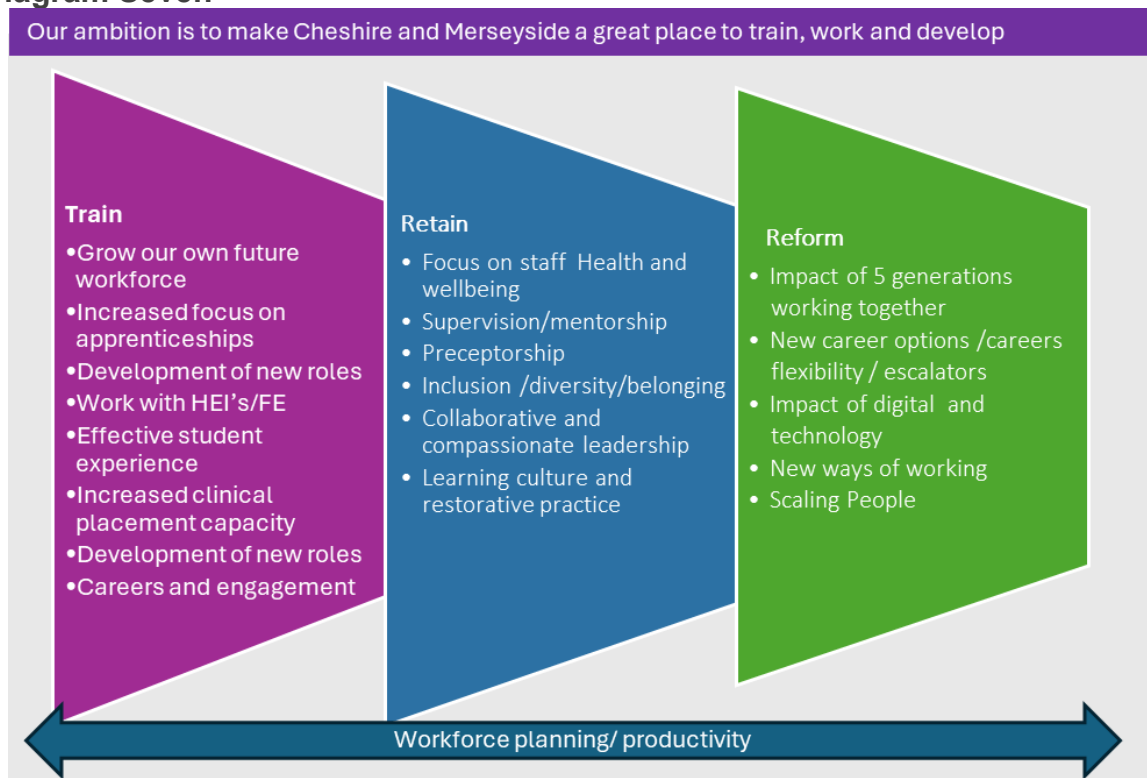 Our ambition is to make Cheshire and Merseyside a great place to train, work and develop
Train
•Grow our own future
workforce
•Increased focus on
apprenticeships
•Development of new roles
•Work with HEI's/FE
•Effective student
experience
•Increased clinical
placement capacity
•Development of new roles
•Careers and engagement
Retain
• Focus on staff Health and
wellbeing
• Supervision/mentorship
• Preceptorship
• Inclusion /diversity/belonging
• Collaborative and
compassionate leadership
• Learning culture and
restorative practice
Reform
• Impact of 5 generations
working together
• New career options /careers
flexibility / escalators
• Impact of digital and
technology
• New ways of working
• Scaling People
Workforce planning/ productivity